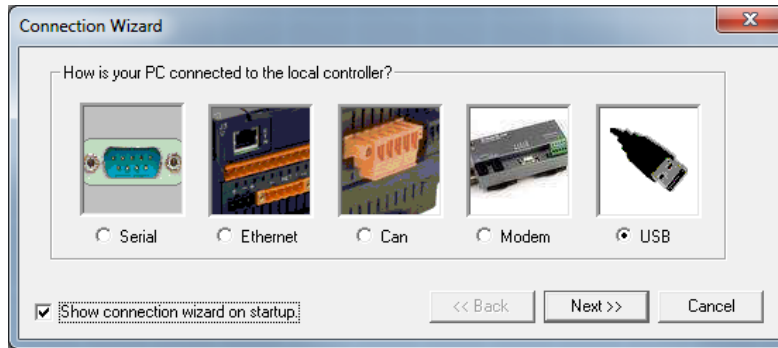 Connection Wizard
How is your PC connected to the local controller?
Serial
Ethernet
Can
Modem
USB
Show connection wizard on startup.
<< Back
Next >>
Cancel